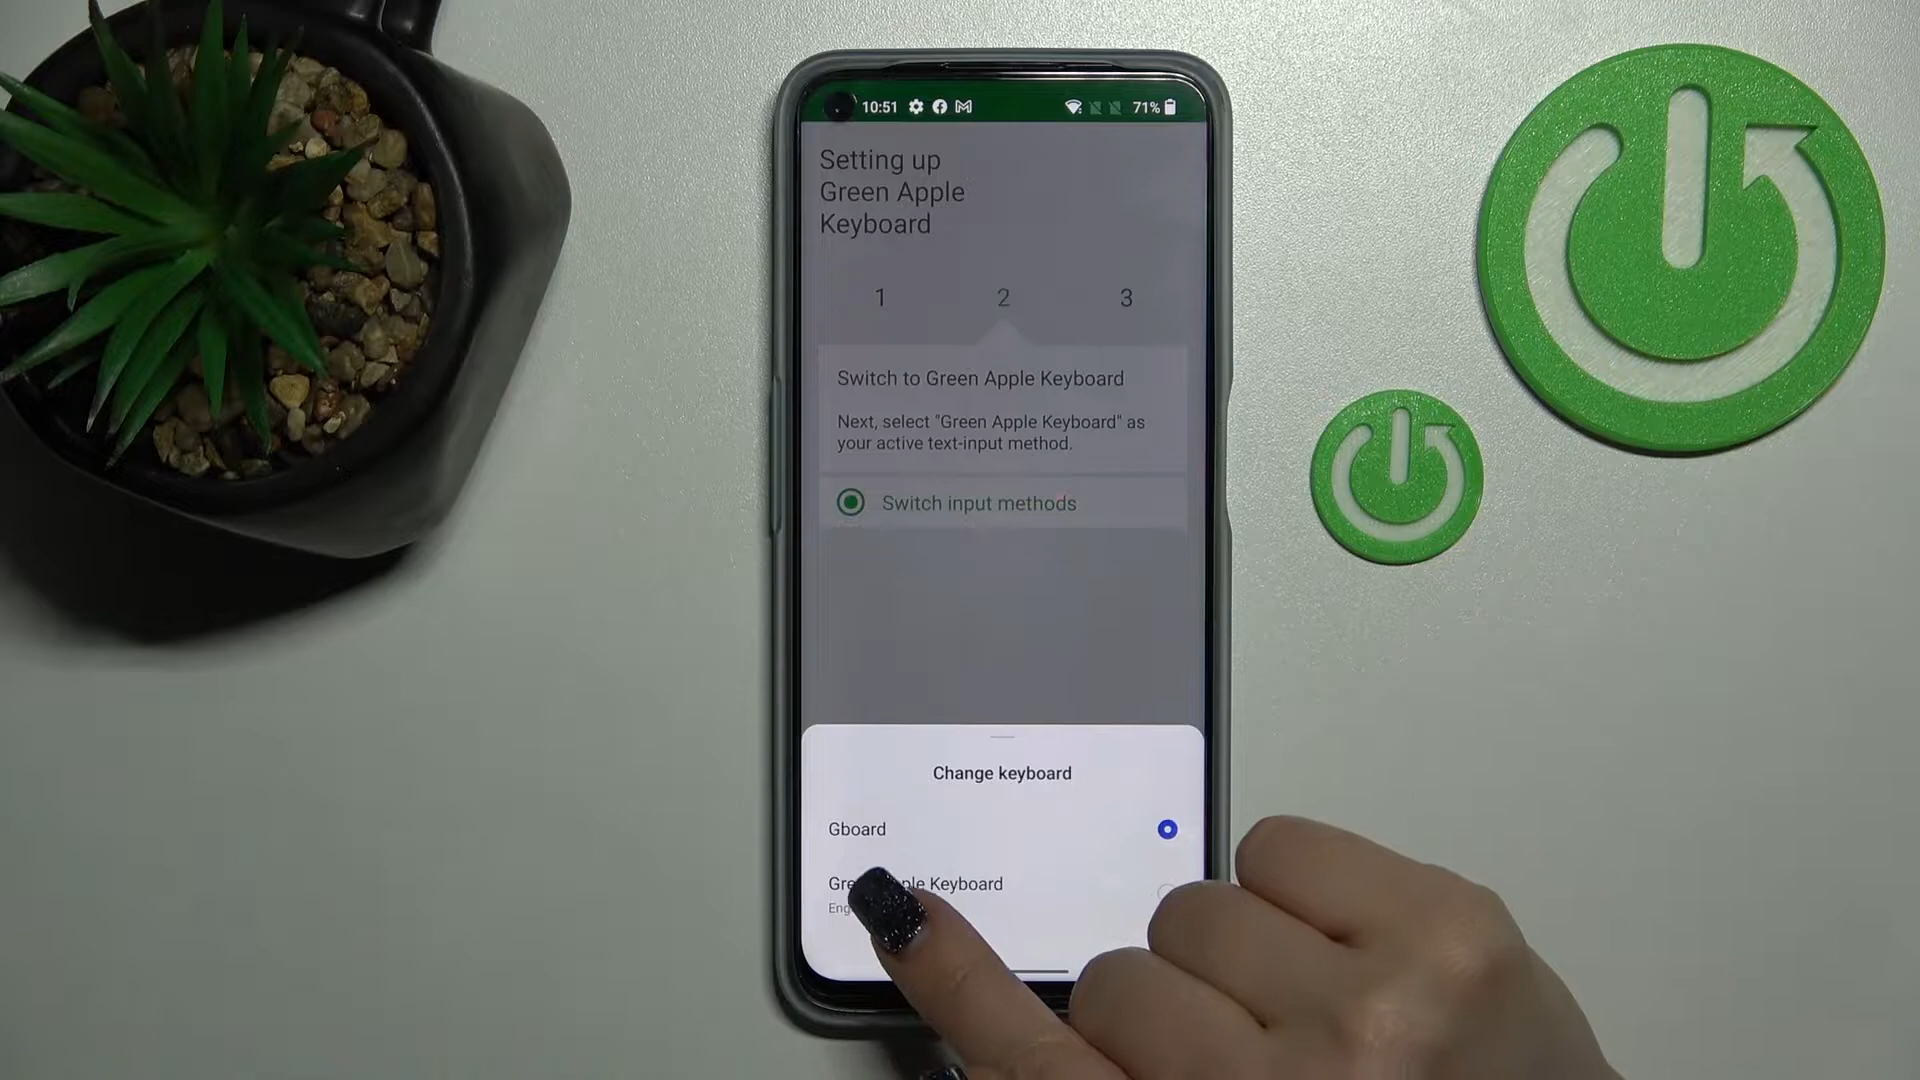 10:51
71%
Setting up
Green Apple
Keyboard
1 2 3
Switch to Green Apple Keyboard
Next, select "Green Apple Keyboard" as
your active text-input method.
Switch input methods
Change keyboard
Gboard
Keyboard